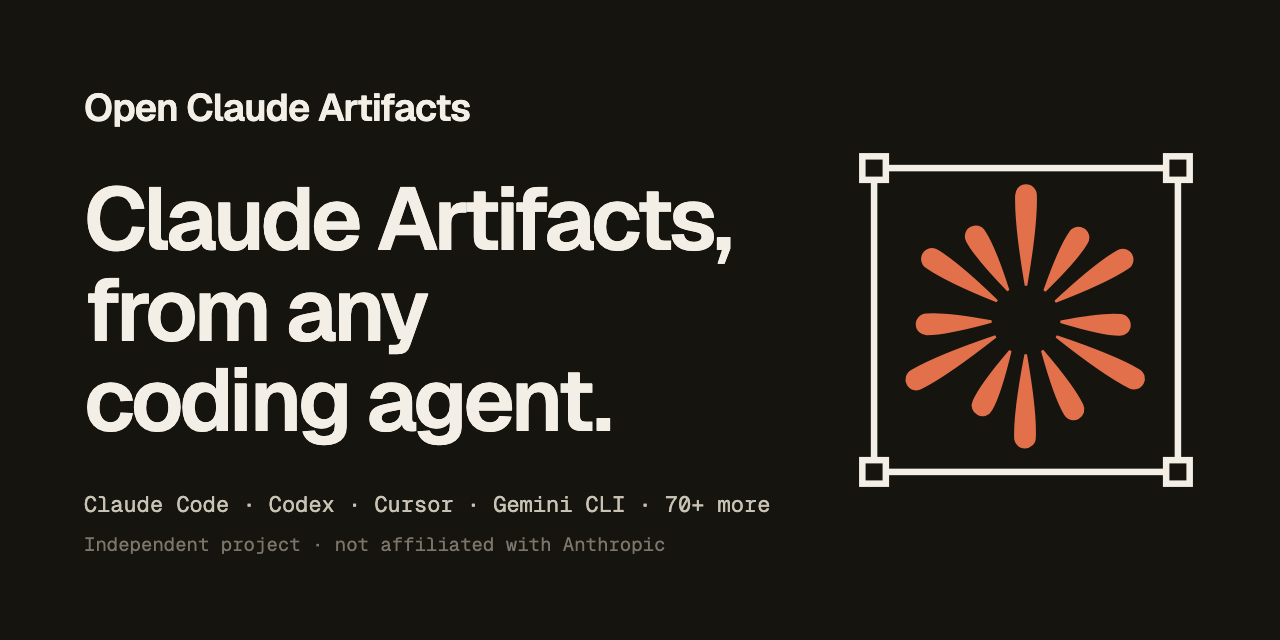 Open Claude Artifacts
Claude Artifacts,
from any
coding agent.
Claude Code · Codex · Cursor · Gemini CLI · 70+ more
Independent project · not affiliated with Anthropic